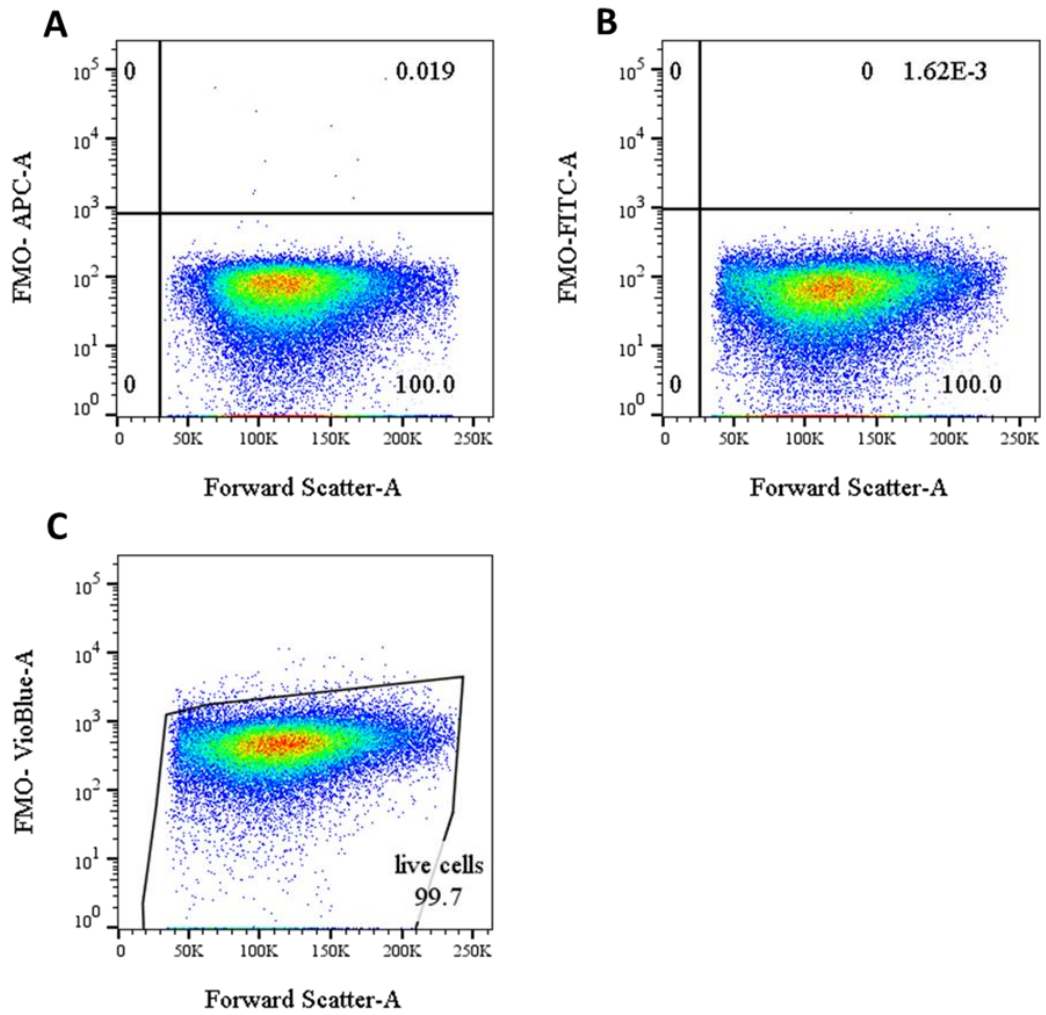 A
FMO- APC-A
10^5
10^4
10^3
10^2
10^1
10^0
0
0.019
0
100.0
0
50K
100K
150K
200K
250K
Forward Scatter-A
B
FMO-FITC-A
10^5
10^4
10^3
10^2
10^1
10^0
0
0 1.62E-3
0
100.0
0
50K
100K
150K
200K
250K
Forward Scatter-A
C
FMO- VioBlue-A
10^5
10^4
10^3
10^2
10^1
10^0
live cells
99.7
0
50K
100K
150K
200K
250K
Forward Scatter-A